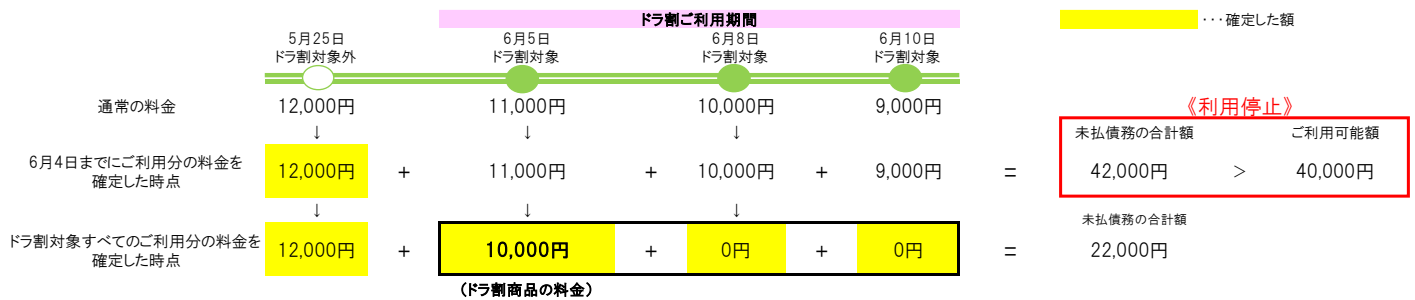 ドラ割ご利用期間
・・・確定した額
5月25日
ドラ割対象外
6月5日
ドラ割対象
6月8日
ドラ割対象
6月10日
ドラ割対象
通常の料金
12,000円
11,000円
10,000円
9,000円
《利用停止》
↓
↓
↓
未払債務の合計額
ご利用可能額
6月4日までにご利用分の料金を
確定した時点
12,000円
+
11,000円
+
10,000円
+
9,000円
=
42,000円
>
40,000円
↓
↓
↓
未払債務の合計額
ドラ割対象すべてのご利用分の料金を
確定した時点
12,000円
+
10,000円
+
0円
+
0円
=
22,000円
(ドラ割商品の料金)